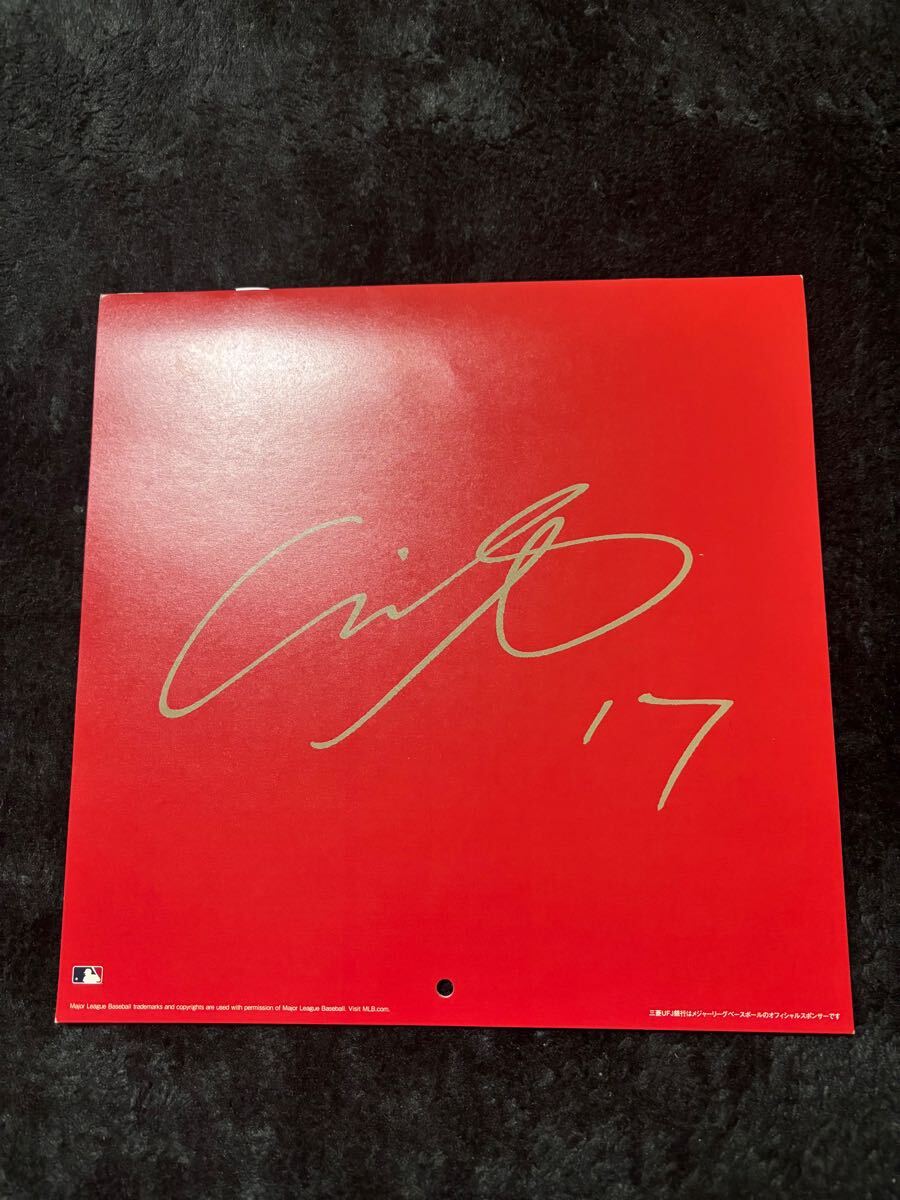 17
Major League Baseball trademarks and copyrights are used with permission of Major League Baseball. Visit MLB.com.
三菱UFJ銀行はメジャーリーグベースボールのオフィシャルスポンサーです